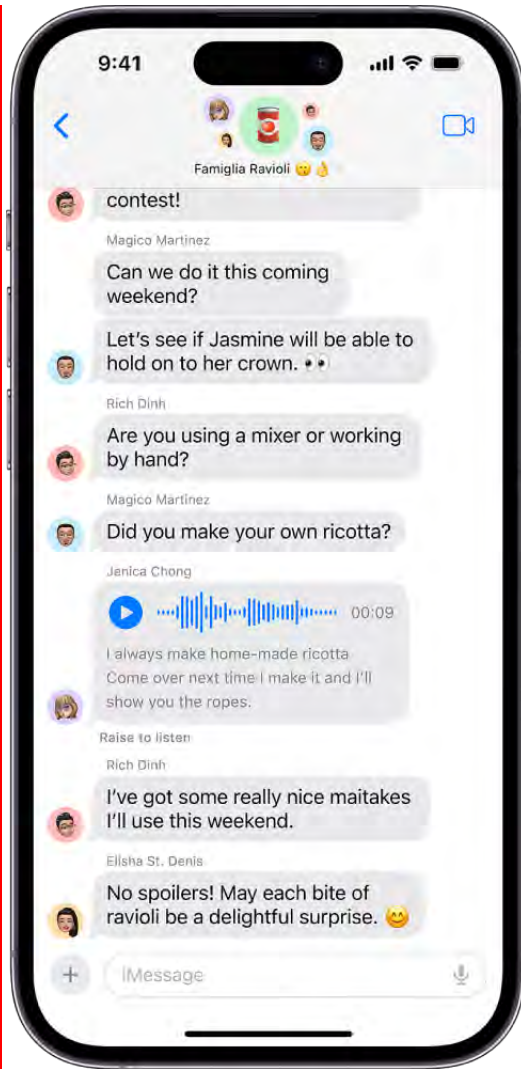 9:41
Famiglia Ravioli 😋 👌
contest!
Magico Martinez
Can we do it this coming
weekend?
Let's see if Jasmine will be able to
hold on to her crown. 👀
Rich Dinh
Are you using a mixer or working
by hand?
Magico Martinez
Did you make your own ricotta?
Jenica Chong
00:09
I always make home-made ricotta
Come over next time I make it and I'll
show you the ropes.
Raise to listen
Rich Dinh
I've got some really nice maitakes
I'll use this weekend.
Elisha St. Denis
No spoilers! May each bite of
ravioli be a delightful surprise. 😊
iMessage